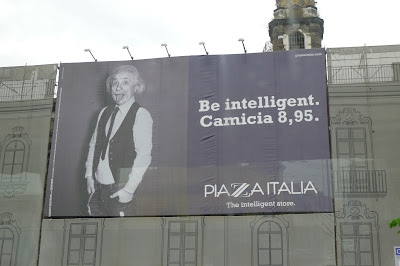 Be intelligent.
Camicia 8,95.
PIAZZA ITALIA
The intelligent store.